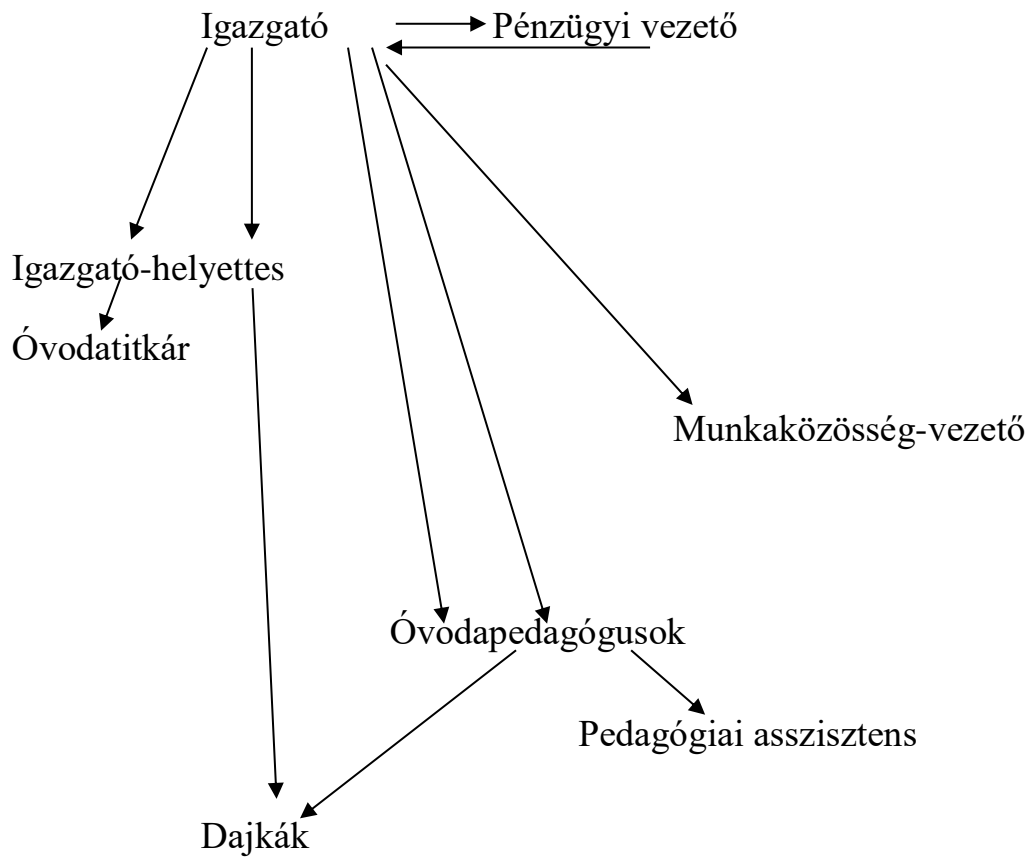 Igazgató Pénzügyi vezető
Igazgató-helyettes
Óvodatitkár
Munkaközösség-vezető
Óvodapedagógusok
Pedagógiai asszisztens
Dajkák